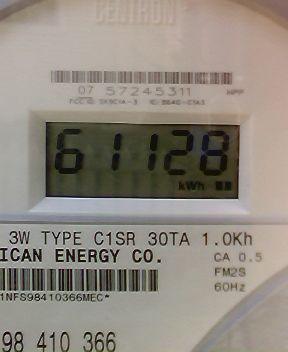 CENTRON
07 57245311
61128
kWh
3W TYPE C1SR 30TA 1.0Kh
ICAN ENERGY CO.
CA 0.5
FM2S
60Hz
1NFS98410366MEC*
98 410 366